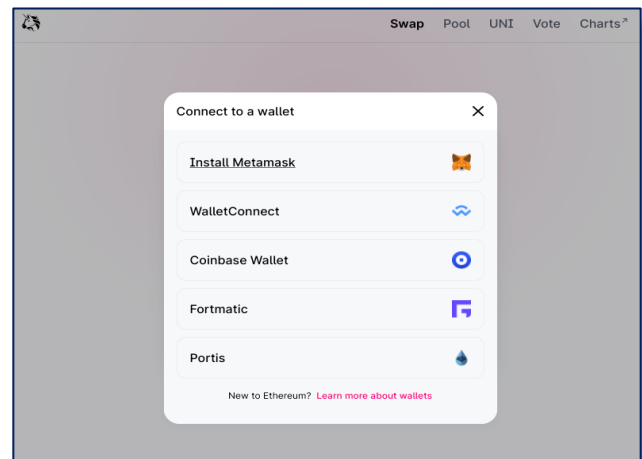 Swap Pool UNI Vote Charts↗
Connect to a wallet
Install Metamask
WalletConnect
Coinbase Wallet
Fortmatic
Portis
New to Ethereum? Learn more about wallets